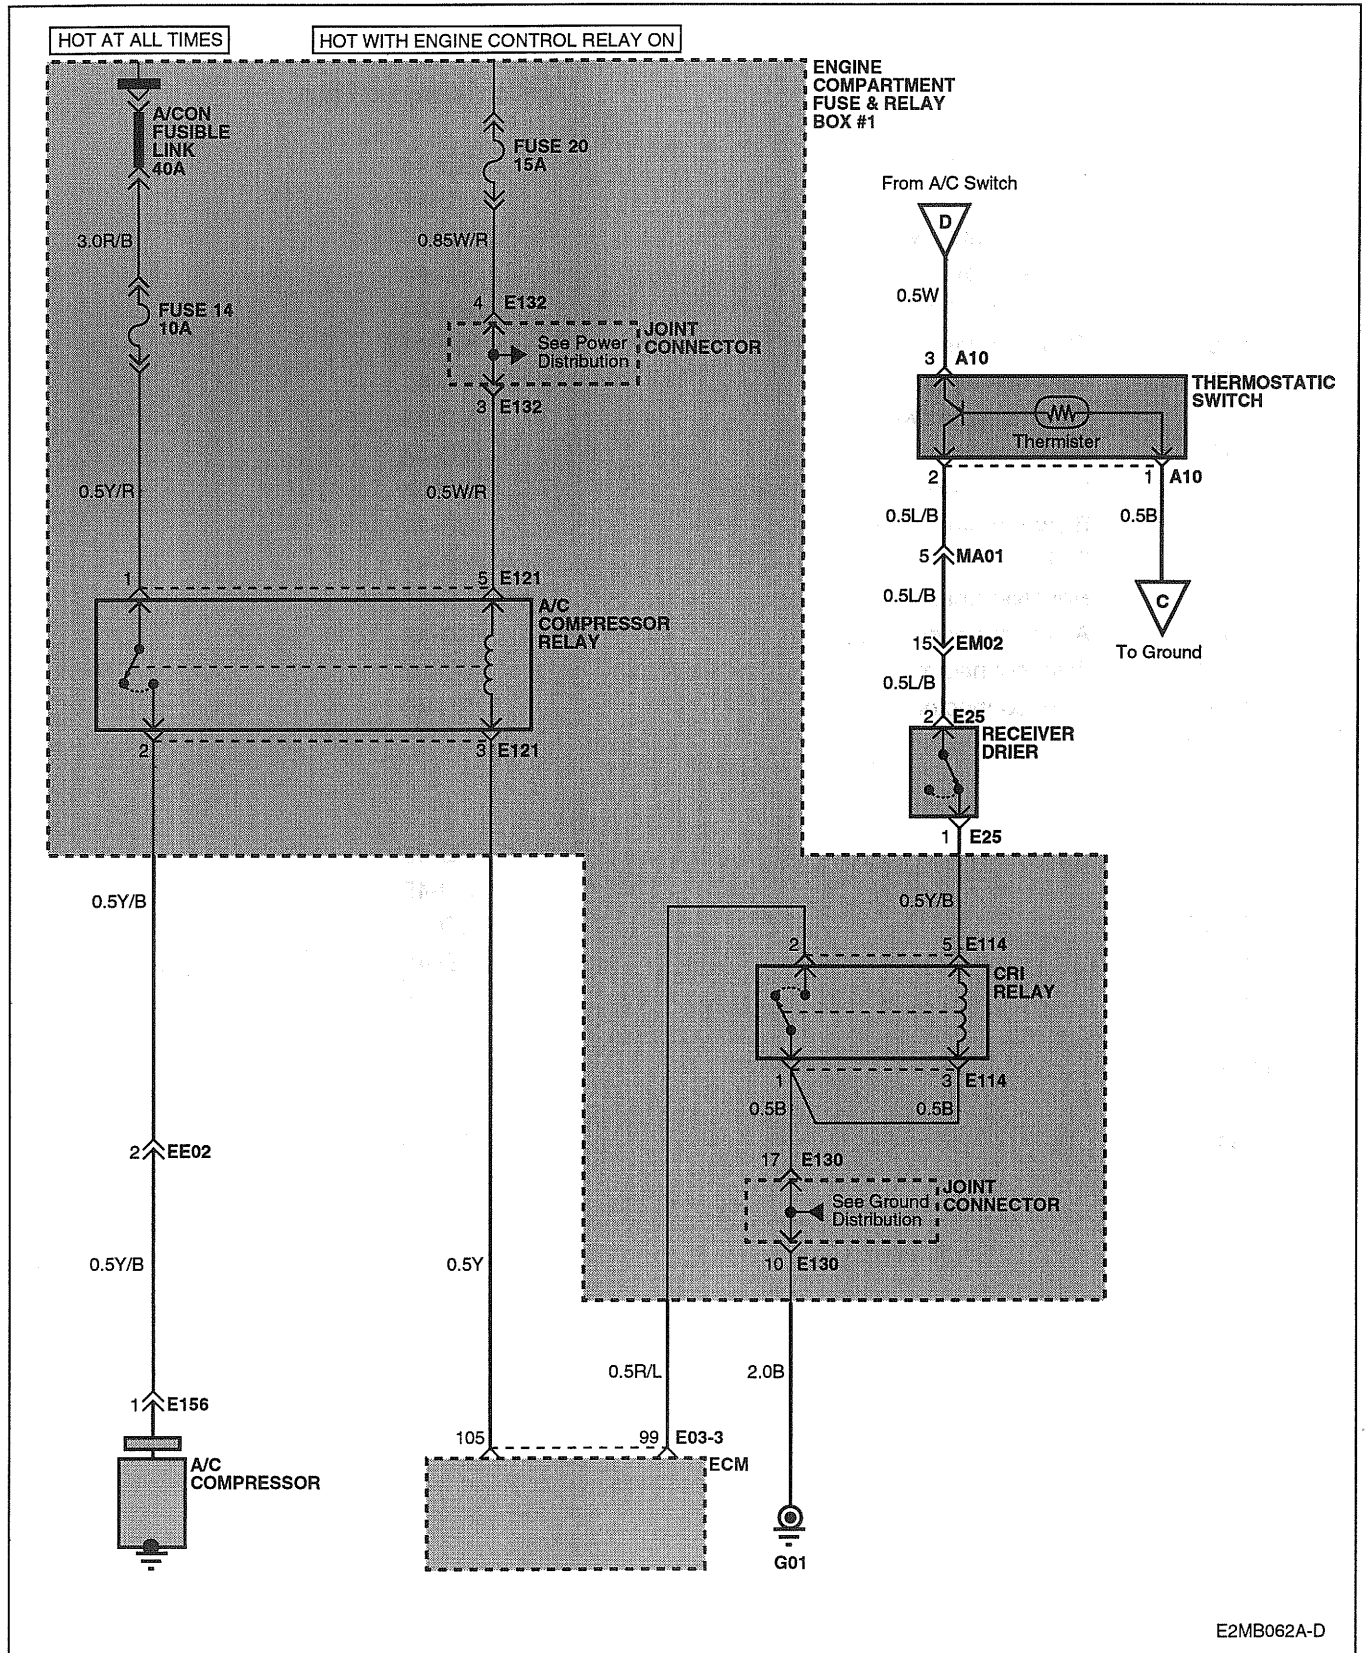 HOT AT ALL TIMES
HOT WITH ENGINE CONTROL RELAY ON
ENGINE
COMPARTMENT
FUSE & RELAY
BOX #1
A/CON
FUSIBLE
LINK
40A
FUSE 20
15A
From A/C Switch
D
3.0R/B
0.85W/R
0.5W
FUSE 14
10A
4 E132
JOINT
CONNECTOR
See Power
Distribution
3 E132
3 A10
THERMOSTATIC
SWITCH
Thermister
2
1 A10
0.5Y/R
0.5W/R
0.5L/B
0.5B
5 MA01
C
To Ground
0.5L/B
15 EM02
0.5L/B
1
5 E121
A/C
COMPRESSOR
RELAY
2
3 E121
2 E25
RECEIVER
DRIER
1 E25
0.5Y/B
0.5Y/B
2
5 E114
CRI
RELAY
1
3 E114
0.5B
0.5B
2 EE02
17 E130
JOINT
CONNECTOR
See Ground
Distribution
10 E130
0.5Y/B
0.5Y
0.5R/L
2.0B
1 E156
A/C
COMPRESSOR
105
99 E03-3
ECM
G01
E2MB062A-D